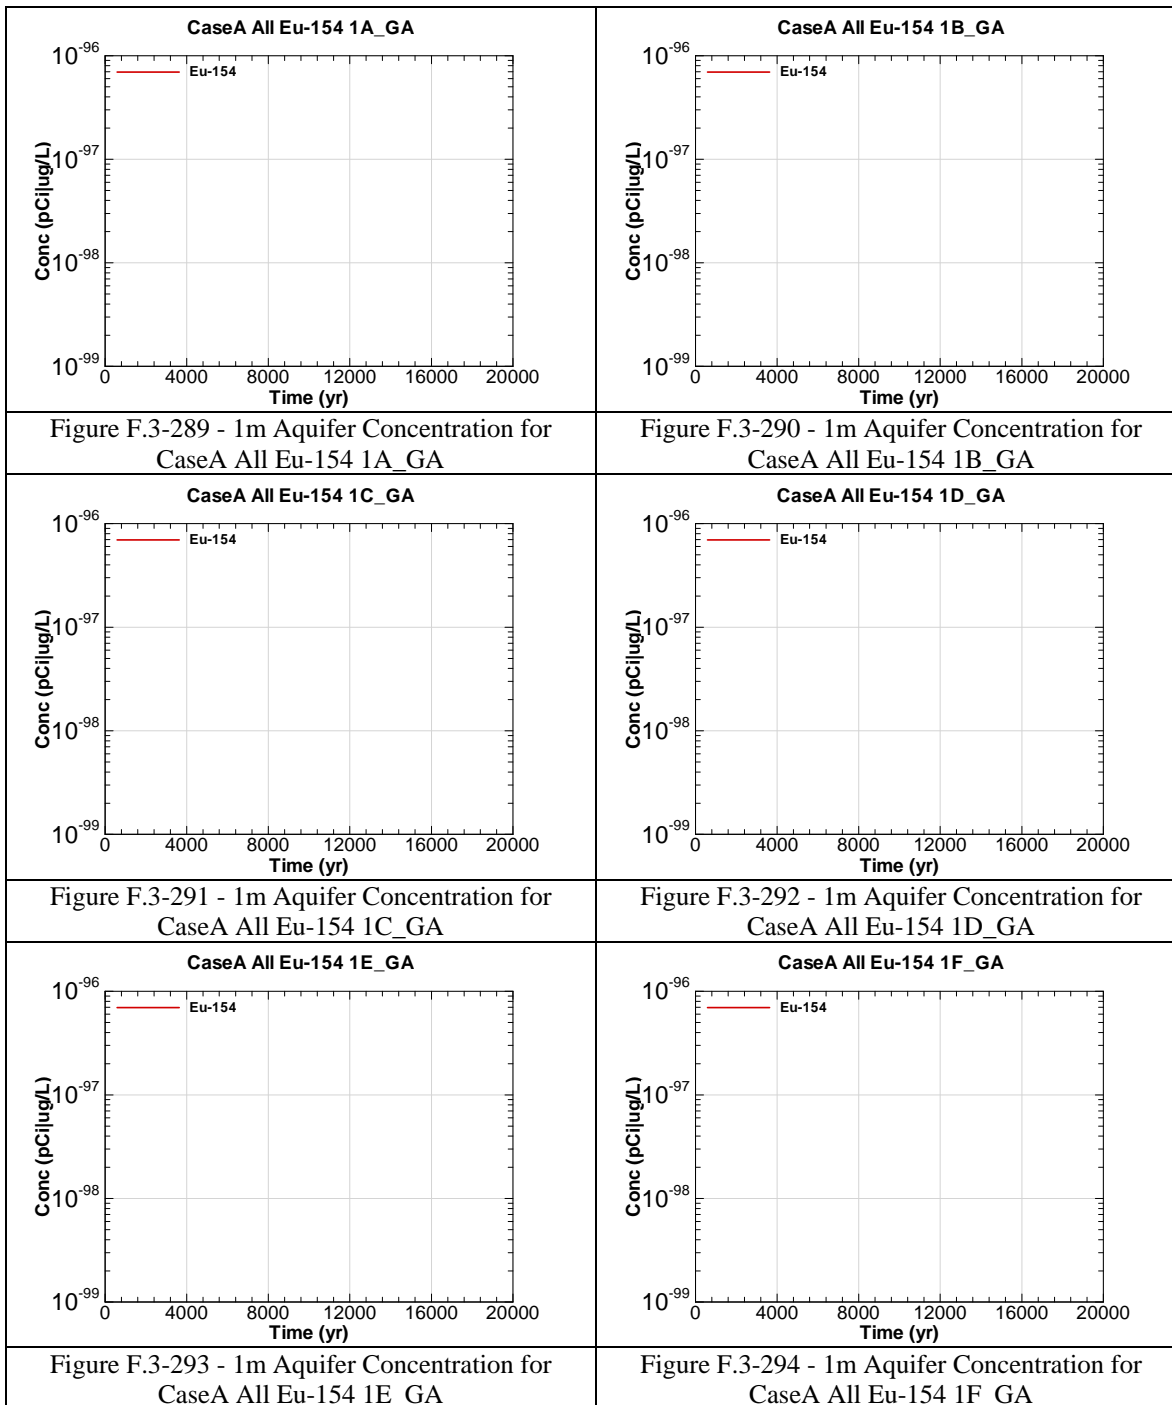 CaseA All Eu-154 1A_GA
Eu-154
10^-96
10^-97
10^-98
10^-99
Conc (pCi|ug/L)
0 4000 8000 12000 16000 20000
Time (yr)
Figure F.3-289 - 1m Aquifer Concentration for
CaseA All Eu-154 1A_GA
CaseA All Eu-154 1B_GA
Eu-154
10^-96
10^-97
10^-98
10^-99
Conc (pCi|ug/L)
0 4000 8000 12000 16000 20000
Time (yr)
Figure F.3-290 - 1m Aquifer Concentration for
CaseA All Eu-154 1B_GA
CaseA All Eu-154 1C_GA
Eu-154
10^-96
10^-97
10^-98
10^-99
Conc (pCi|ug/L)
0 4000 8000 12000 16000 20000
Time (yr)
Figure F.3-291 - 1m Aquifer Concentration for
CaseA All Eu-154 1C_GA
CaseA All Eu-154 1D_GA
Eu-154
10^-96
10^-97
10^-98
10^-99
Conc (pCi|ug/L)
0 4000 8000 12000 16000 20000
Time (yr)
Figure F.3-292 - 1m Aquifer Concentration for
CaseA All Eu-154 1D_GA
CaseA All Eu-154 1E_GA
Eu-154
10^-96
10^-97
10^-98
10^-99
Conc (pCi|ug/L)
0 4000 8000 12000 16000 20000
Time (yr)
Figure F.3-293 - 1m Aquifer Concentration for
CaseA All Eu-154 1E_GA
CaseA All Eu-154 1F_GA
Eu-154
10^-96
10^-97
10^-98
10^-99
Conc (pCi|ug/L)
0 4000 8000 12000 16000 20000
Time (yr)
Figure F.3-294 - 1m Aquifer Concentration for
CaseA All Eu-154 1F_GA